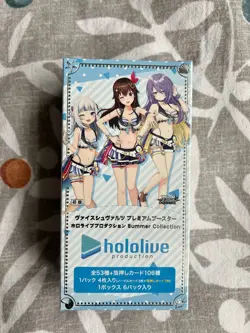 ヴァイスシュヴァルツ プレミアムブースター
ホロライブプロダクション Summer Collection
hololive
production
全53種+箔押しカード106種
1パック 4枚入り
1ボックス 6パック入り